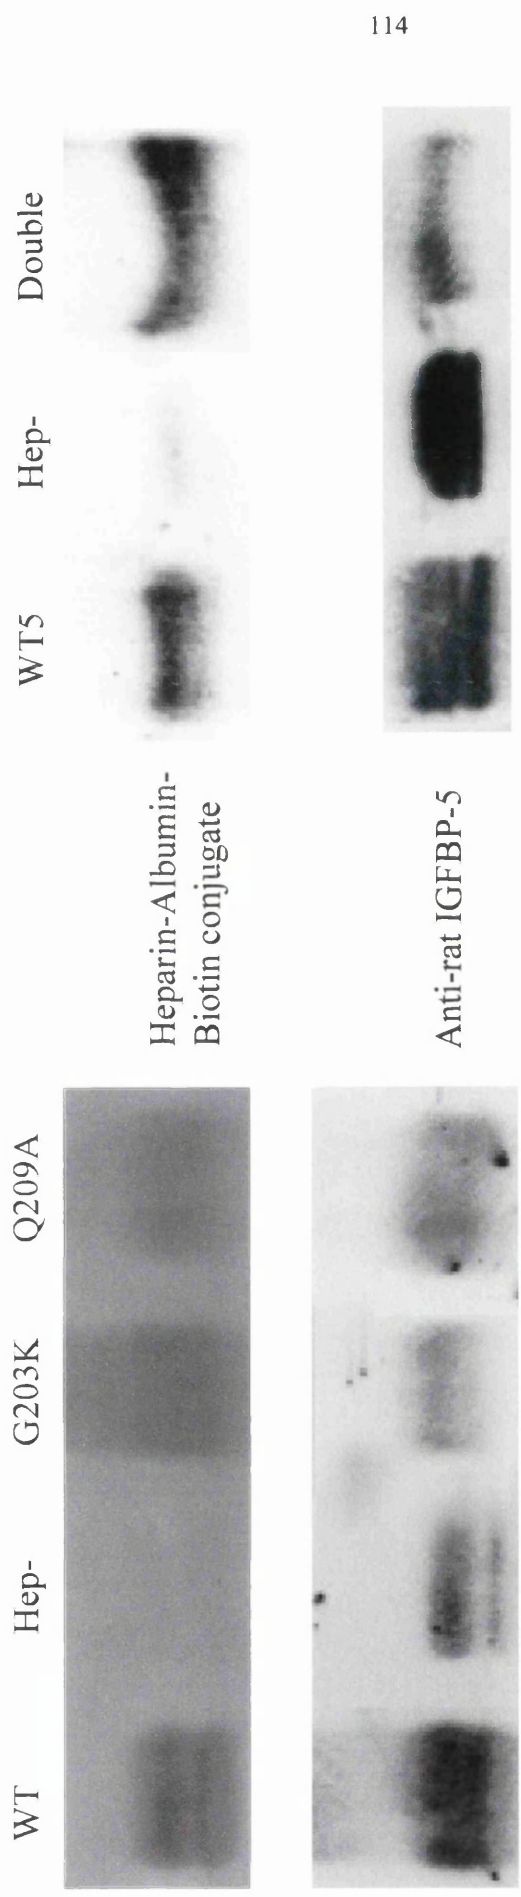 114
WT Hep- G203K Q209A WT5 Hep- Double
Heparin-Albumin-
Biotin conjugate
Anti-rat IGFBP-5